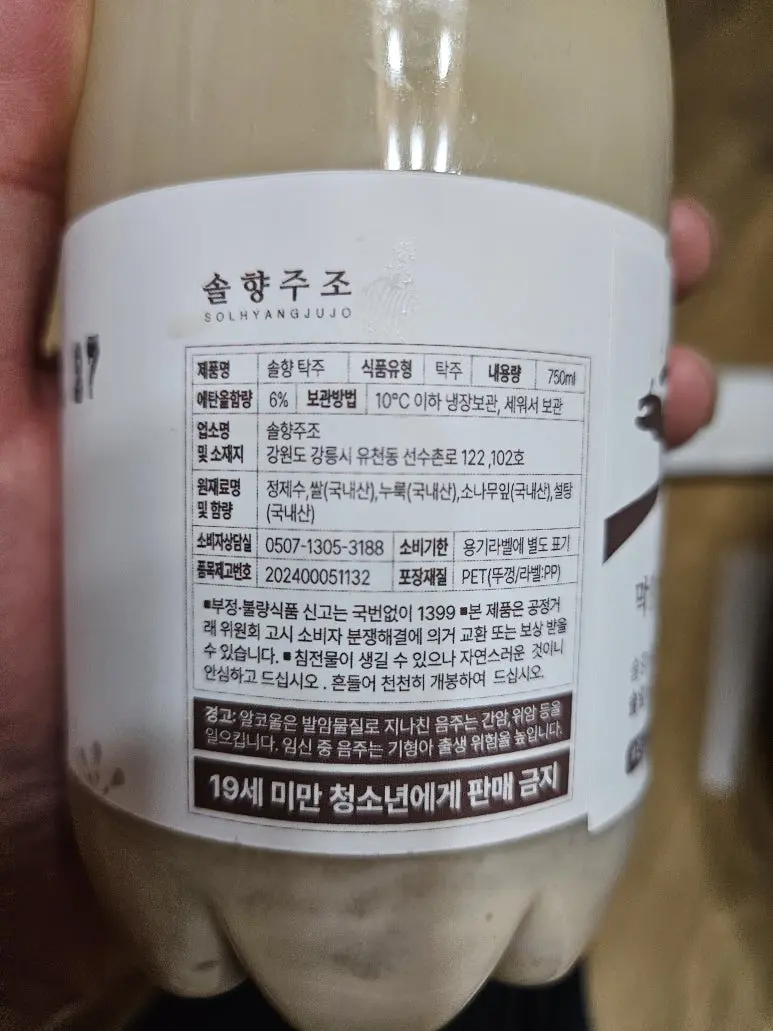 솔향주조
SOLHYANGJUJO
제품명 솔향 탁주 식품유형 탁주 내용량 750ml
에탄올함량 6% 보관방법 10°C 이하 냉장보관, 세워서 보관
업소명 솔향주조
및 소재지 강원도 강릉시 유천동 선수촌로 122 ,102호
원재료명 정제수,쌀(국내산),누룩(국내산),소나무잎(국내산),설탕
및 함량 (국내산)
소비자상담실 0507-1305-3188 소비기한 용기라벨에 별도 표기
품목제고번호 202400051132 포장재질 PET(뚜껑/라벨:PP)
▪부정·불량식품 신고는 국번없이 1399 ▪본 제품은 공정거
래 위원회 고시 소비자 분쟁해결에 의거 교환 또는 보상 받을
수 있습니다. ▪ 침전물이 생길 수 있으나 자연스러운 것이니
안심하고 드십시오 . 흔들어 천천히 개봉하여 드십시오.
경고: 알코올은 발암물질로 지나친 음주는 간암,위암 등을
일으킵니다. 임신 중 음주는 기형아 출생 위험을 높입니다.
19세 미만 청소년에게 판매 금지